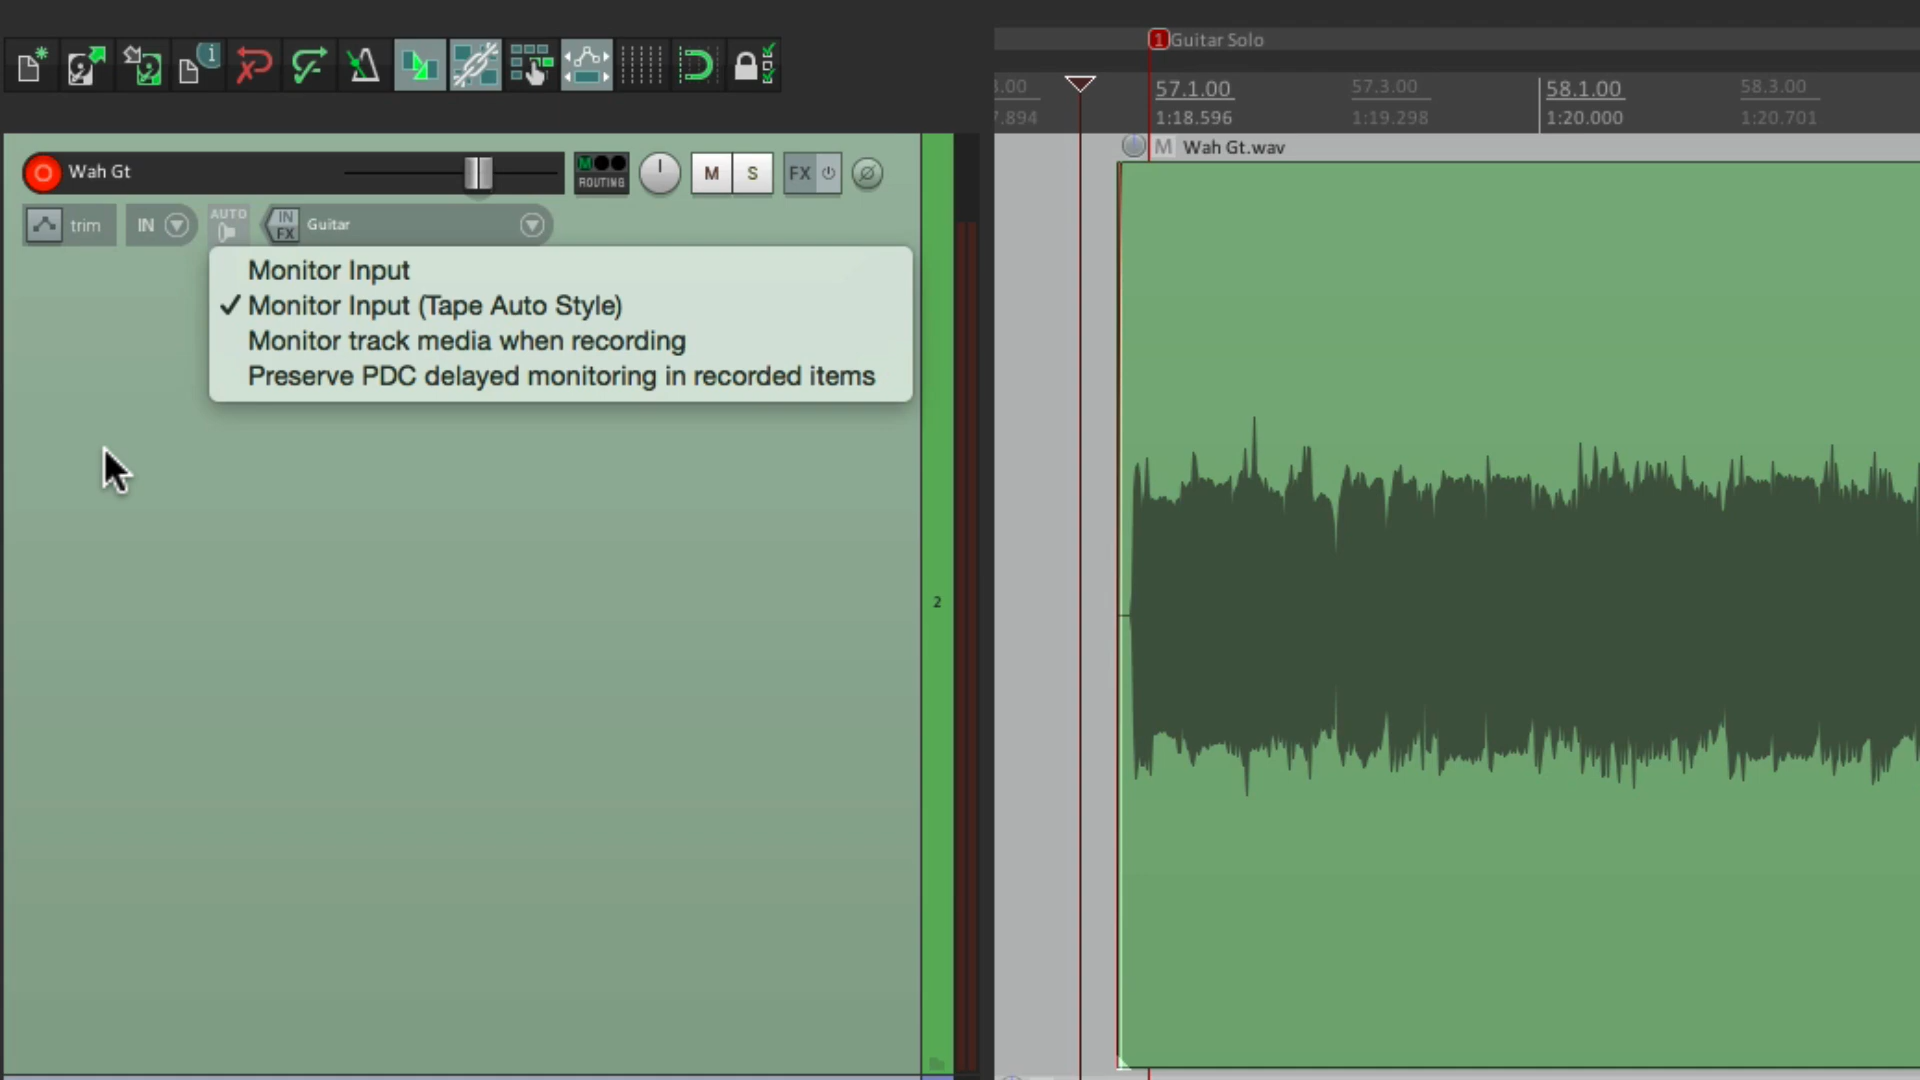 1 Guitar Solo
.00 57.1.00 57.3.00 58.1.00 58.3.00
.894 1:18.596 1:19.298 1:20.000 1:20.701
M Wah Gt.wav
Wah Gt
M
ROUTING
M S FX
trim IN AUTO IN FX Guitar
Monitor Input
✓ Monitor Input (Tape Auto Style)
Monitor track media when recording
Preserve PDC delayed monitoring in recorded items
2